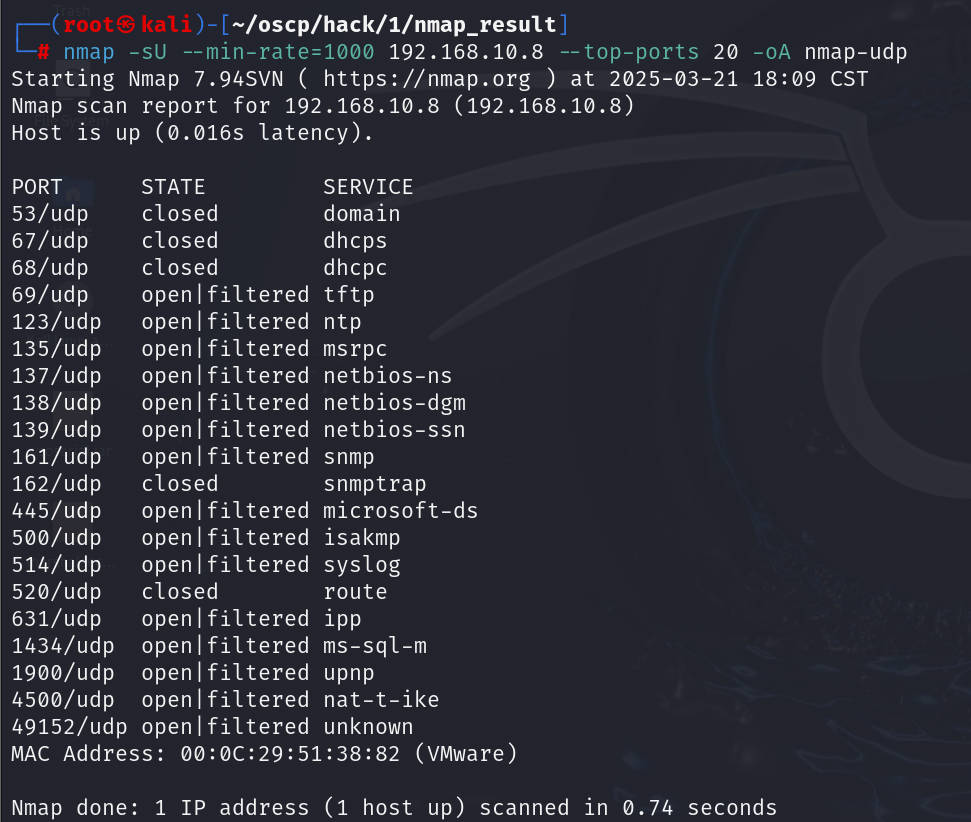 Trash
┌──(root㉿kali)-[~/oscp/hack/1/nmap_result]
└─# nmap -sU --min-rate=1000 192.168.10.8 --top-ports 20 -oA nmap-udp
Starting Nmap 7.94SVN ( https://nmap.org ) at 2025-03-21 18:09 CST
Nmap scan report for 192.168.10.8 (192.168.10.8)
File System
Host is up (0.016s latency).

PORT      STATE         SERVICE
53/udp    closed        domain
67/udp    closed        dhcps
68/udp    closed        dhcpc
69/udp    open|filtered tftp
123/udp   open|filtered ntp
135/udp   open|filtered msrpc
137/udp   open|filtered netbios-ns
138/udp   open|filtered netbios-dgm
139/udp   open|filtered netbios-ssn
161/udp   open|filtered snmp
162/udp   closed        snmptrap
445/udp   open|filtered microsoft-ds
500/udp   open|filtered isakmp
514/udp   open|filtered syslog
520/udp   closed        route
631/udp   open|filtered ipp
1434/udp  open|filtered ms-sql-m
1900/udp  open|filtered upnp
4500/udp  open|filtered nat-t-ike
49152/udp open|filtered unknown
MAC Address: 00:0C:29:51:38:82 (VMware)

Nmap done: 1 IP address (1 host up) scanned in 0.74 seconds